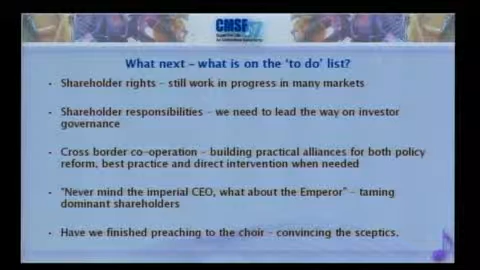 CMSF 07
What next – what is on the 'to do' list?
- Shareholder rights – still work in progress in many markets
- Shareholder responsibilities – we need to lead the way on investor
governance
- Cross border co-operation – building practical alliances for both policy
reform, best practice and direct intervention when needed
- "Never mind the imperial CEO, what about the Emperor" – taming
dominant shareholders
- Have we finished preaching to the choir – convincing the sceptics.